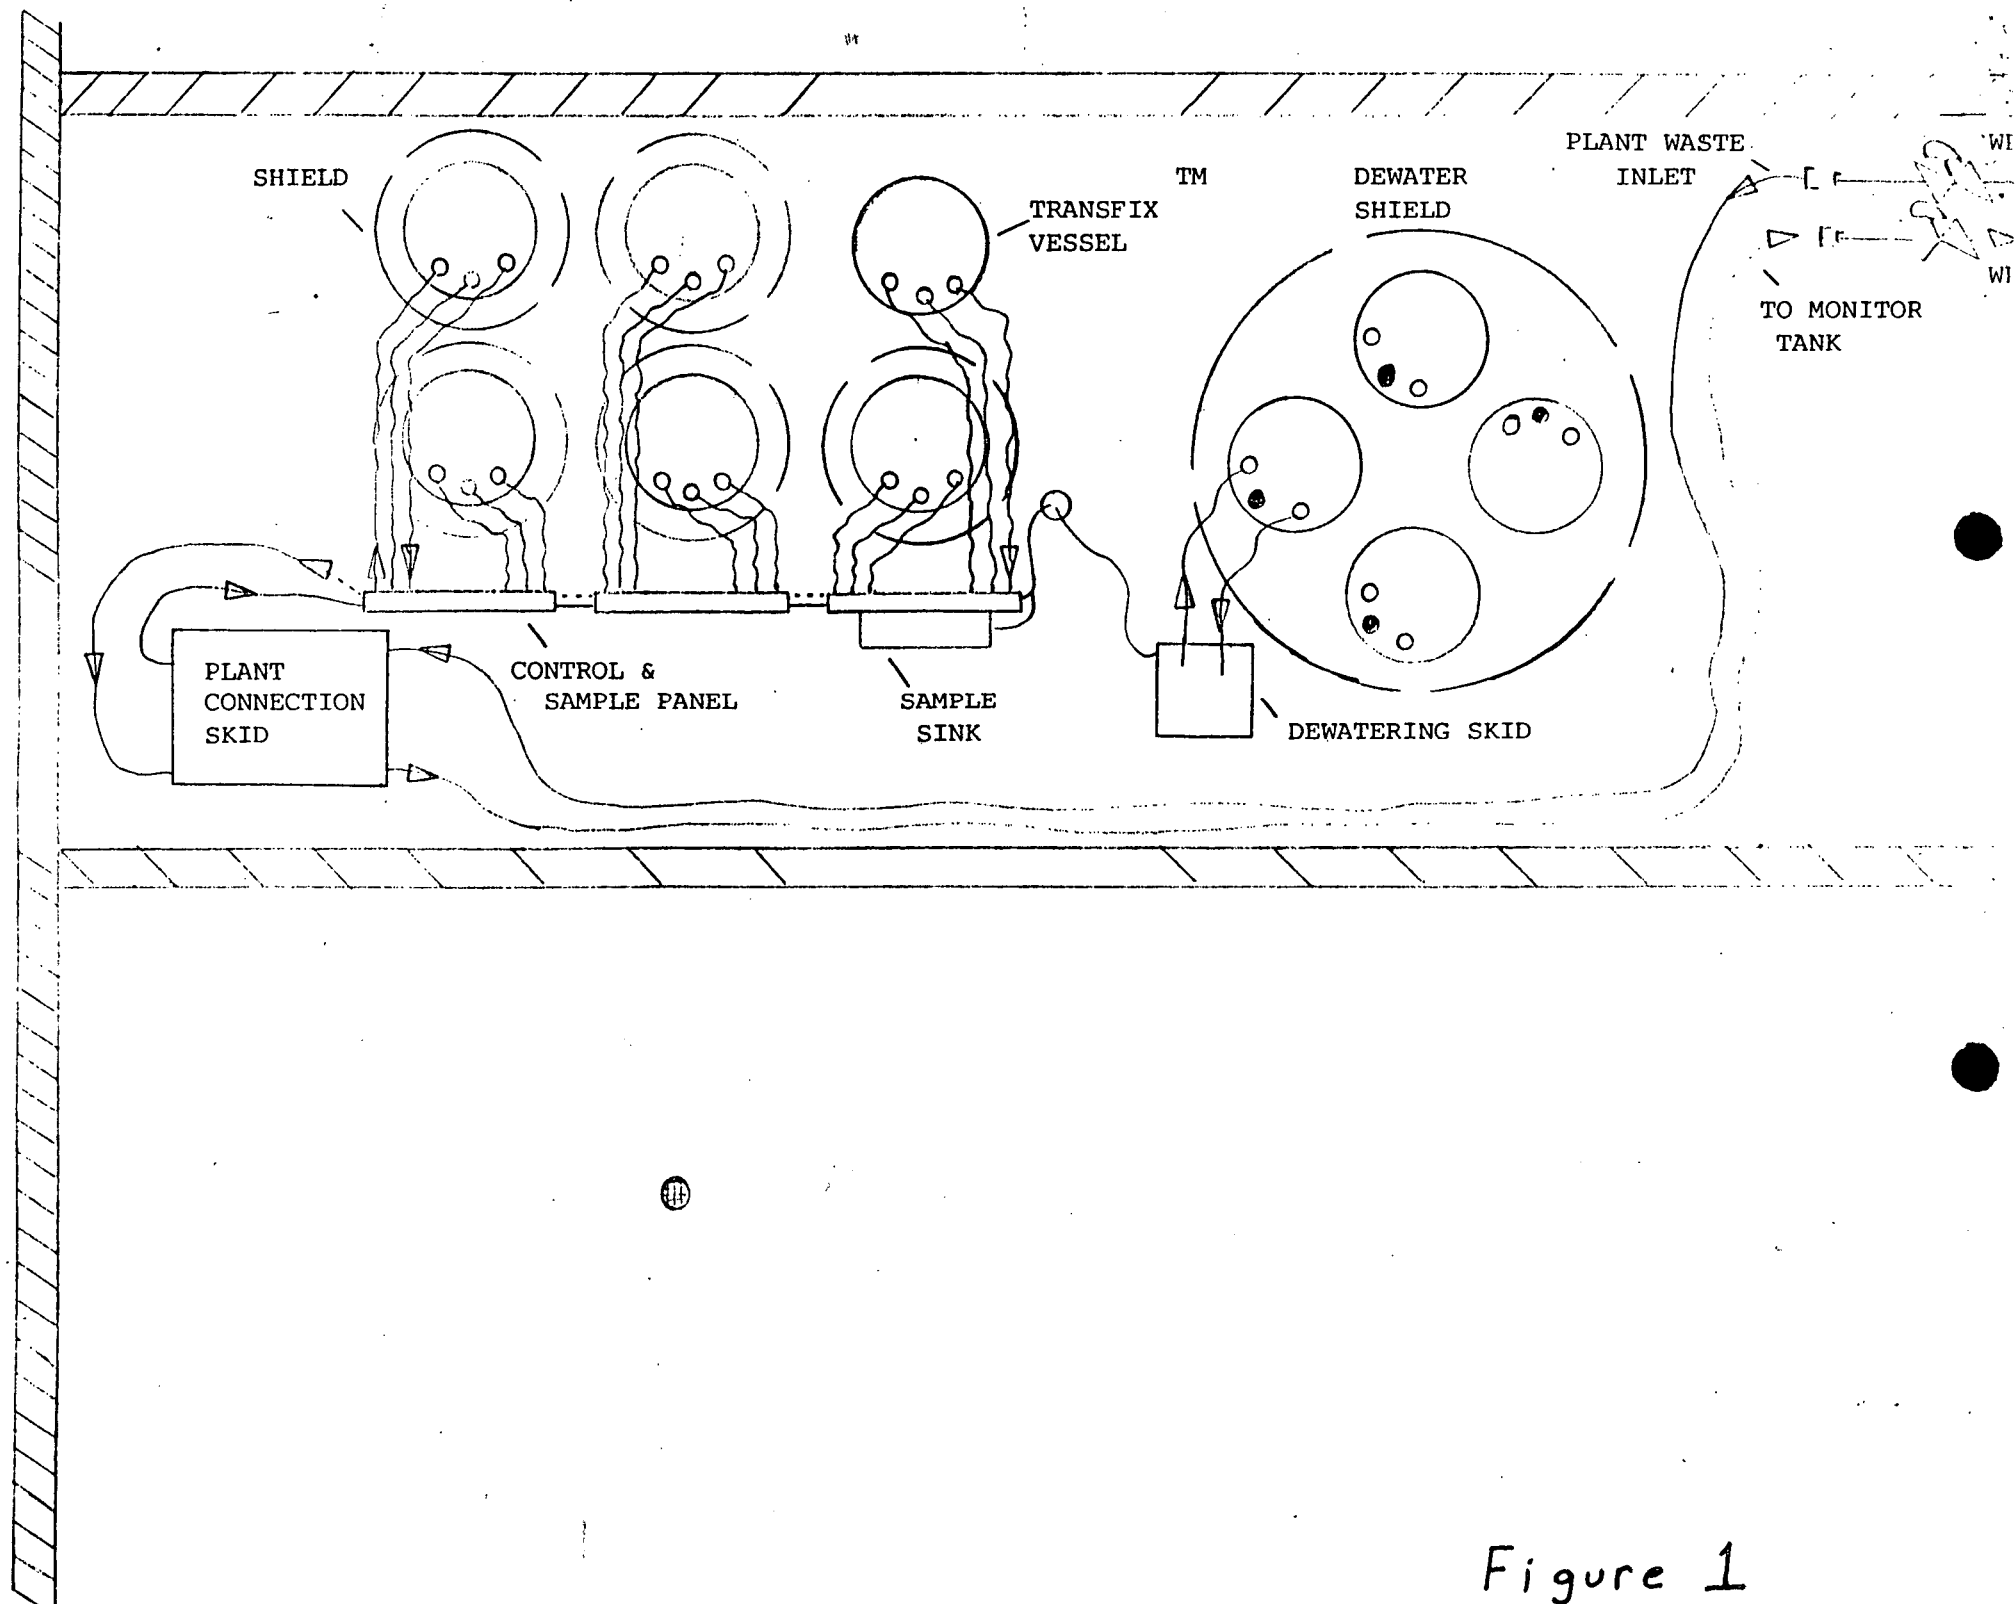 SHIELD
TRANSFIX
VESSEL
TM
DEWATER
SHIELD
PLANT WASTE
INLET
TO MONITOR
TANK
PLANT
CONNECTION
SKID
CONTROL &
SAMPLE PANEL
SAMPLE
SINK
DEWATERING SKID
Figure 1